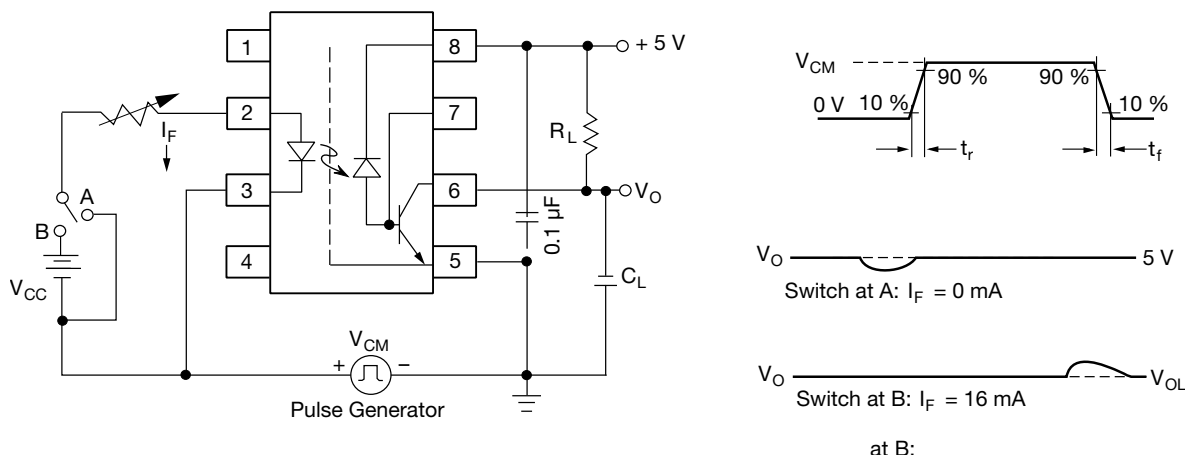 1
2
3
4
8
7
6
5
I_F
A
B
V_CC
+ 5 V
R_L
V_O
0.1 µF
C_L
V_CM
+
−
Pulse Generator
V_CM
0 V
10 %
90 %
90 %
10 %
t_r
t_f
V_O
5 V
Switch at A: I_F = 0 mA
V_O
V_OL
Switch at B: I_F = 16 mA
at B: